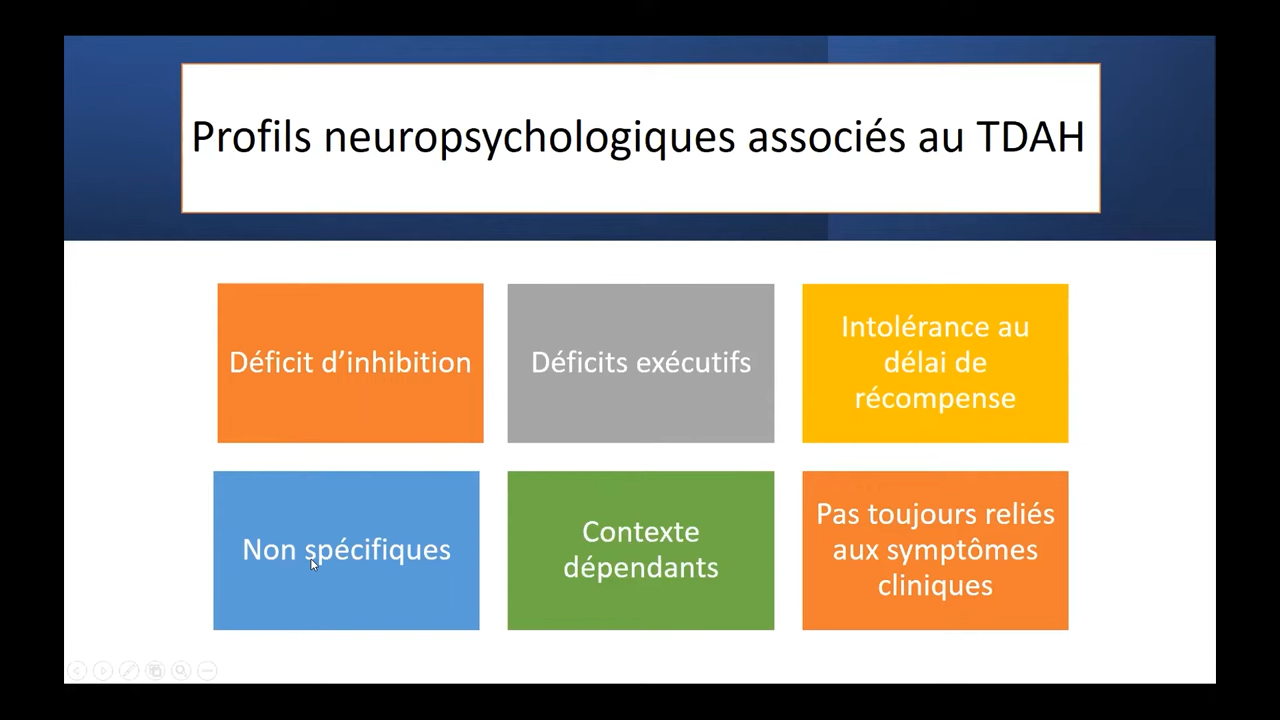 Profils neuropsychologiques associés au TDAH
Déficit d’inhibition
Déficits exécutifs
Intolérance au
délai de
récompense
Non spécifiques
Contexte
dépendants
Pas toujours reliés
aux symptômes
cliniques